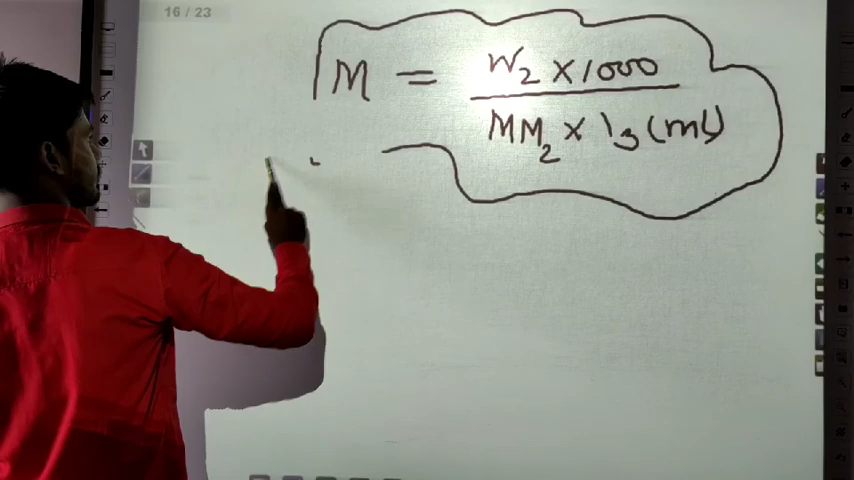 16 / 23
M = W₂ × 1000
MM₂ × V₃ (mL)